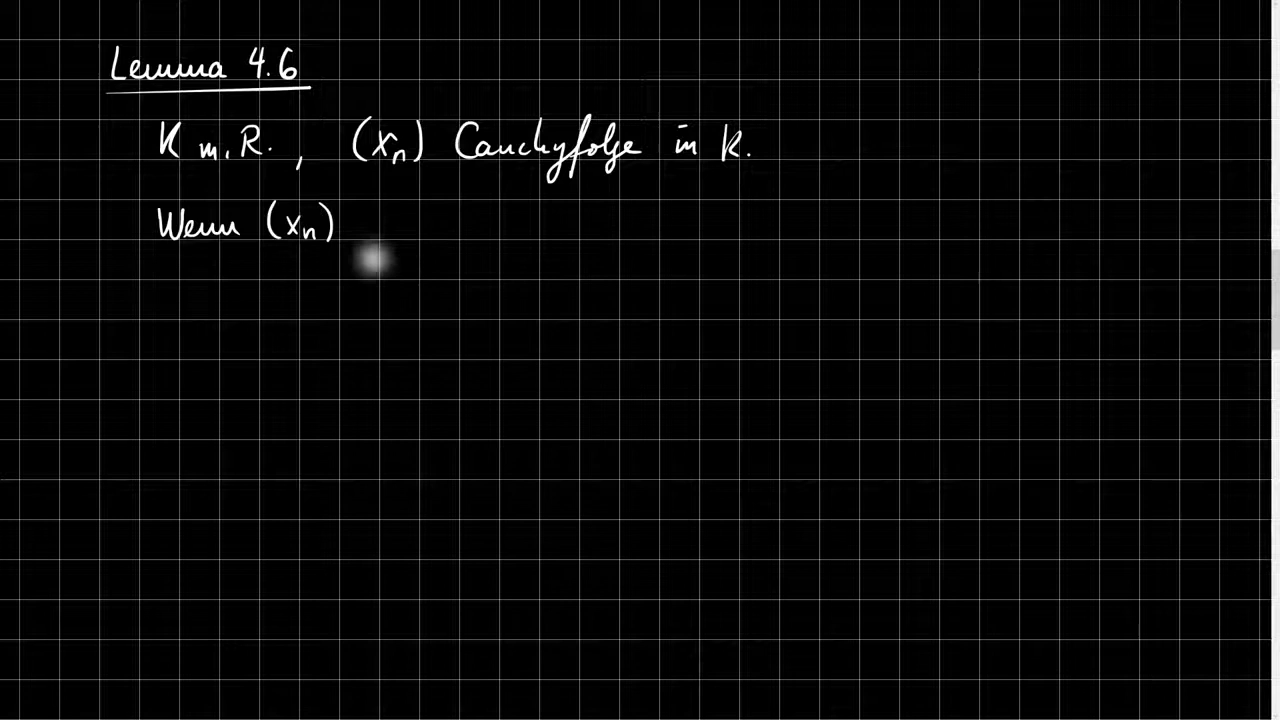 Lemma 4.6
K m.R., (xn) Cauchyfolge in K.
Wenn (xn)